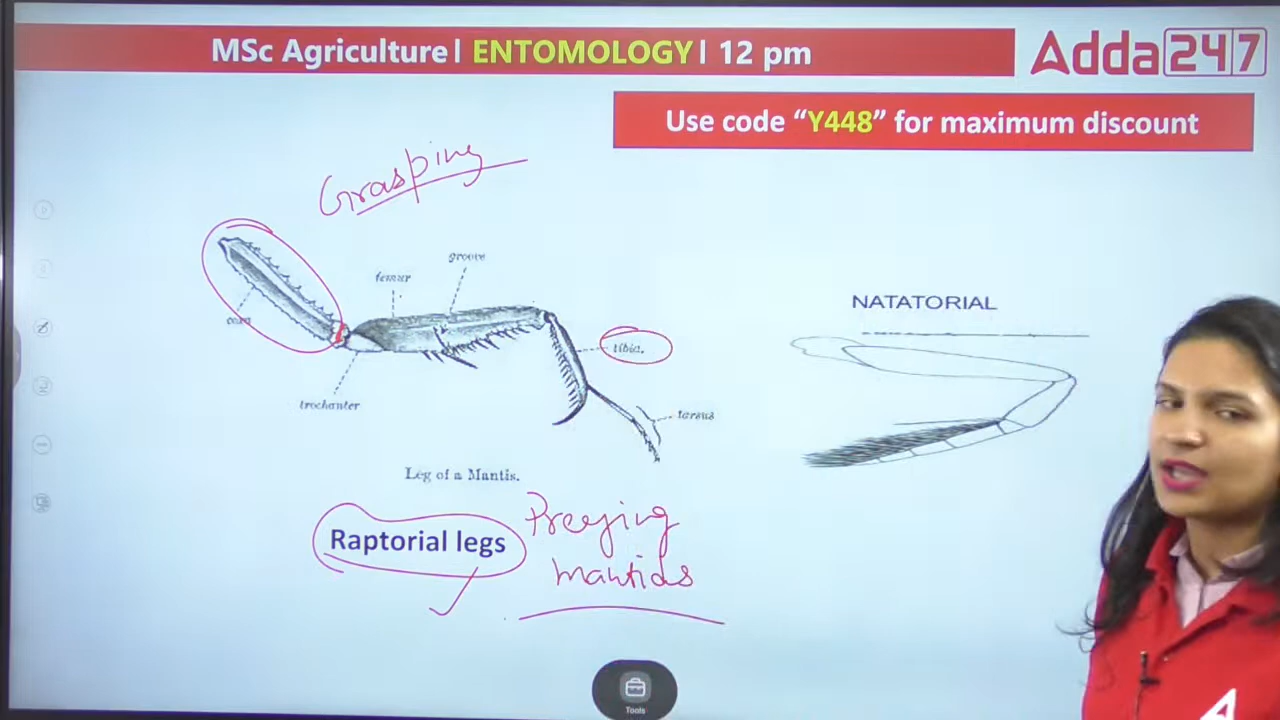 MSc Agriculture| ENTOMOLOGY| 12 pm
Adda247
Use code “Y448” for maximum discount
Grasping
groove
femur
coxa
tibia.
NATATORIAL
trochanter
tarsus
Leg of a Mantis.
Raptorial legs
Preying
mantids
Tools
A